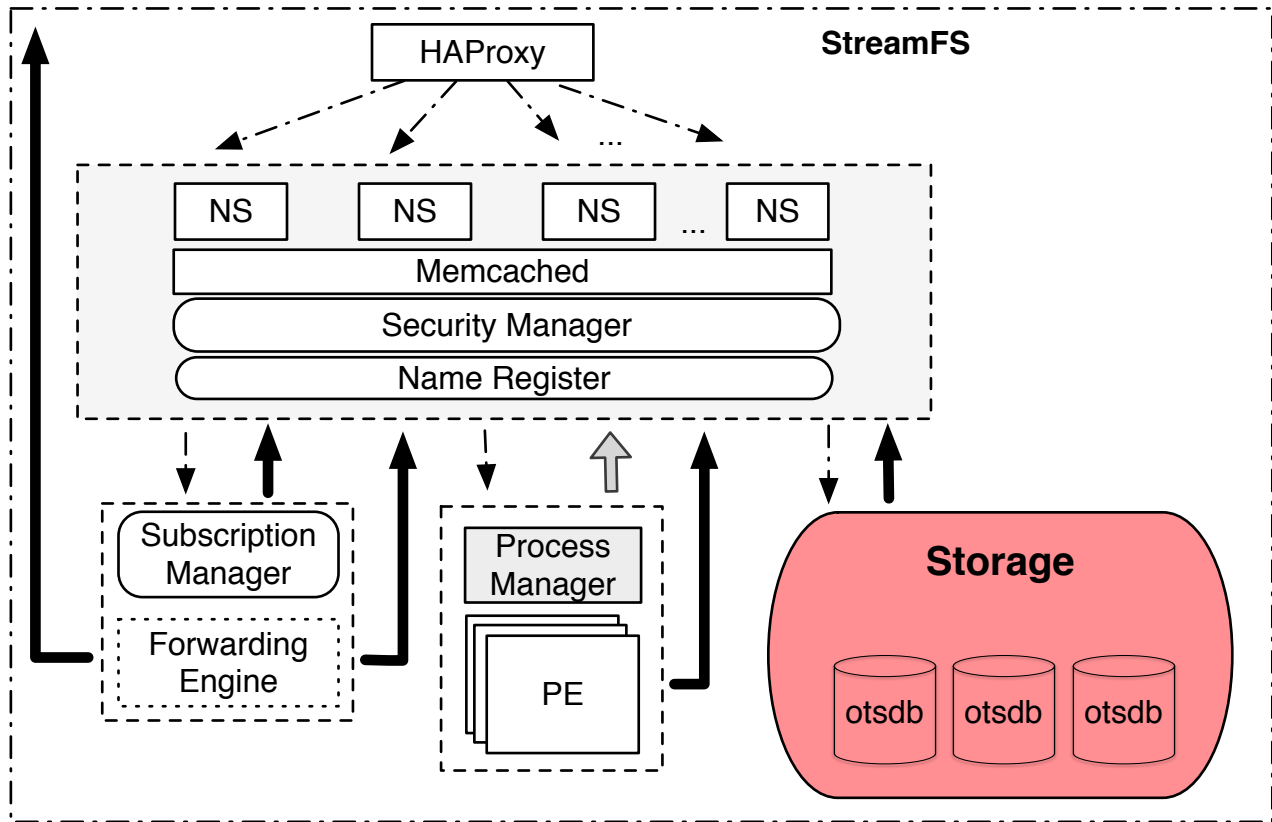 StreamFS
HAProxy
...
NS NS NS ... NS
Memcached
Security Manager
Name Register
Subscription
Manager
Forwarding
Engine
Process
Manager
PE
Storage
otsdb otsdb otsdb